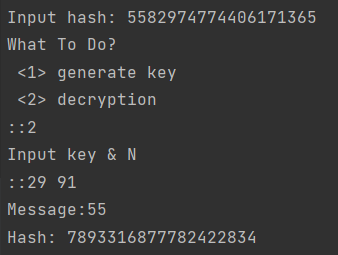 Input hash: 5582974774406171365
What To Do?
 <1> generate key
 <2> decryption
::2
Input key & N
::29 91
Message:55
Hash: 7893316877782422834